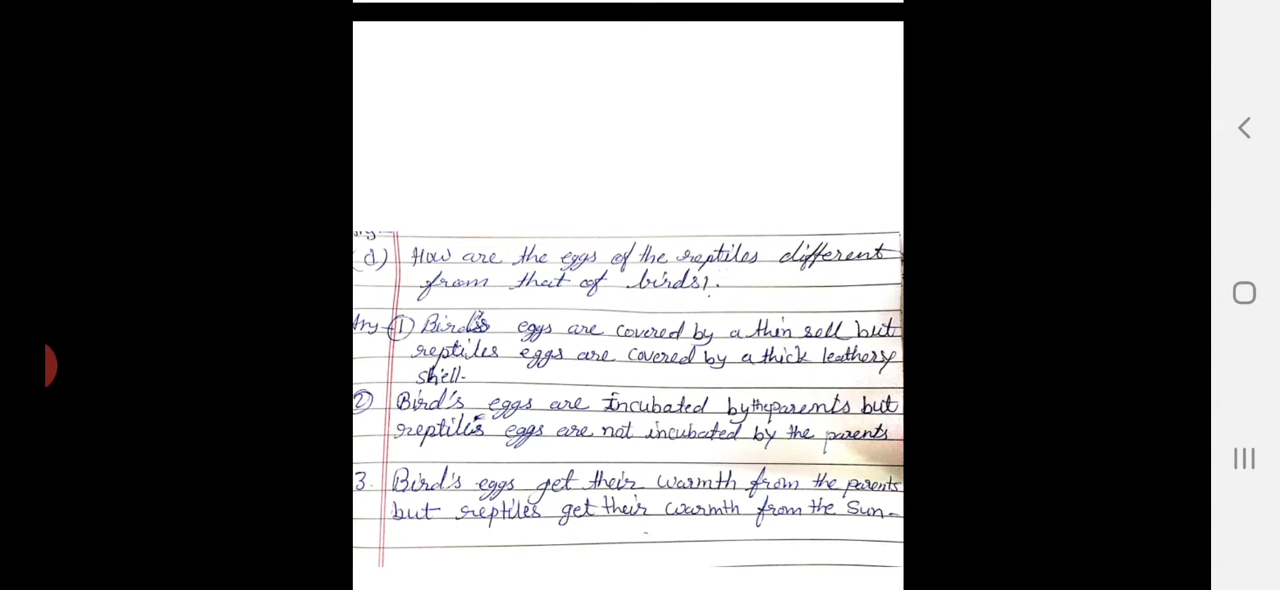 (d) How are the eggs of the reptiles different
from that of birds?.
Any - (1) Bird's eggs are covered by a thin sell but
reptiles eggs are covered by a thick leathery
shell.
(2) Bird's eggs are incubated by the parents but
reptiles eggs are not incubated by the parents
3. Bird's eggs get their warmth from the parents
but reptiles get their warmth from the Sun-